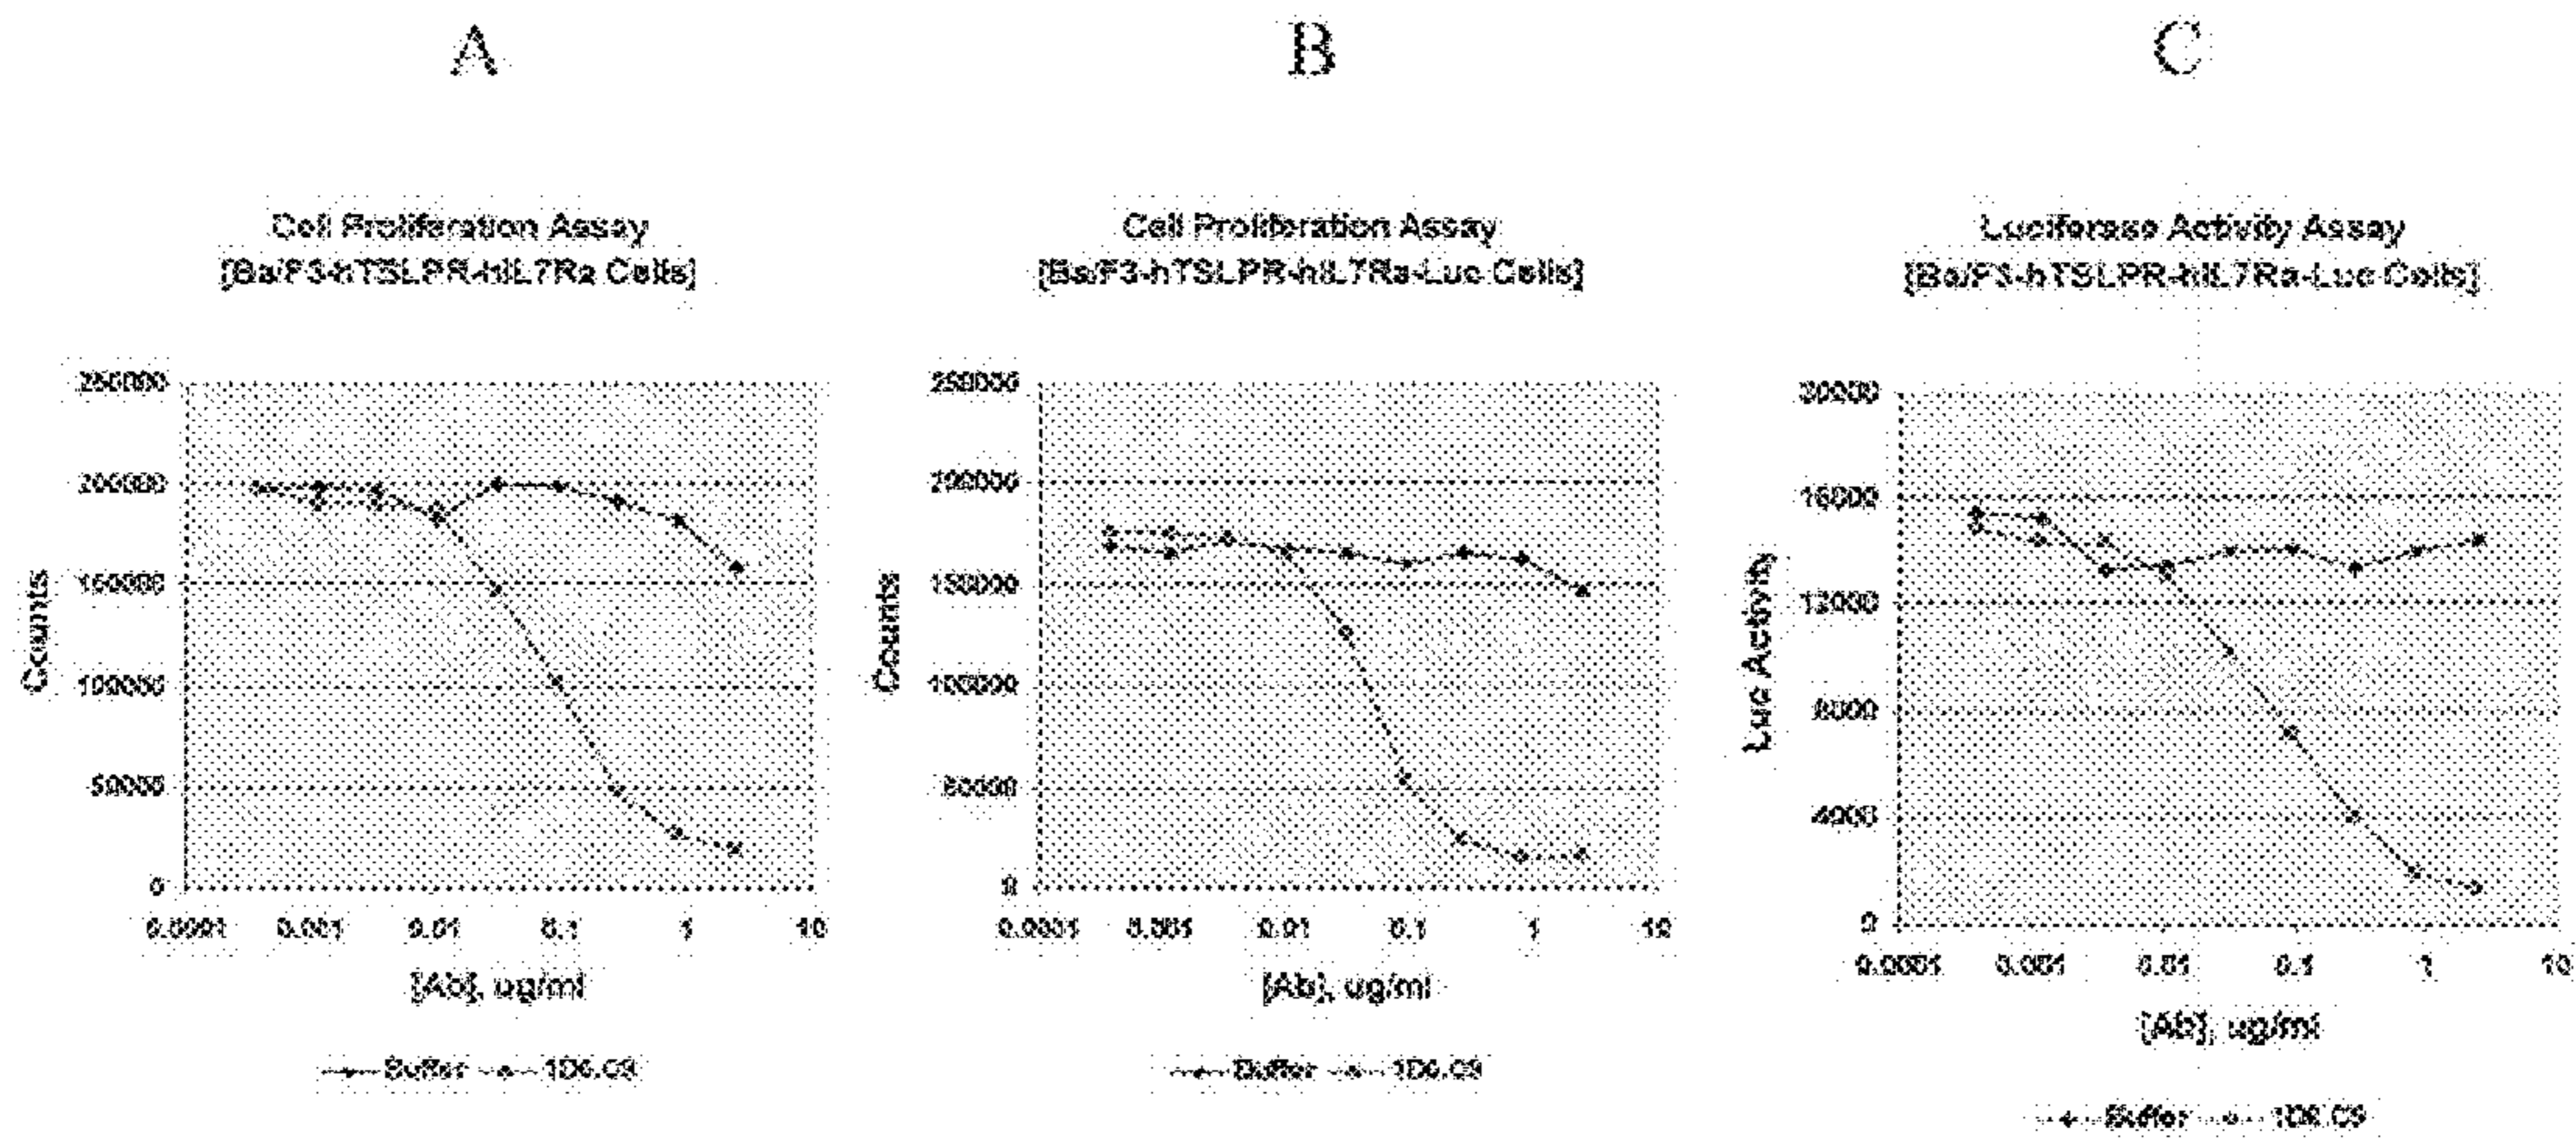 A
B
C
Cell Proliferation Assay
[Ba/F3-hTSLPR-hIL7Ra Cells]
250000
200000
150000
100000
50000
0
0.0001 0.001 0.01 0.1 1 10
Counts
[Ab], ug/ml
Buffer 1D6.C9
Cell Proliferation Assay
[Ba/F3-hTSLPR-hIL7Ra-Luc Cells]
250000
200000
150000
100000
50000
0
0.0001 0.001 0.01 0.1 1 10
Counts
[Ab], ug/ml
Buffer 1D6.C9
Luciferase Activity Assay
[Ba/F3-hTSLPR-hIL7Ra-Luc Cells]
20000
16000
12000
8000
4000
0
0.0001 0.001 0.01 0.1 1 10
Luc Activity
[Ab], ug/ml
Buffer 1D6.C9